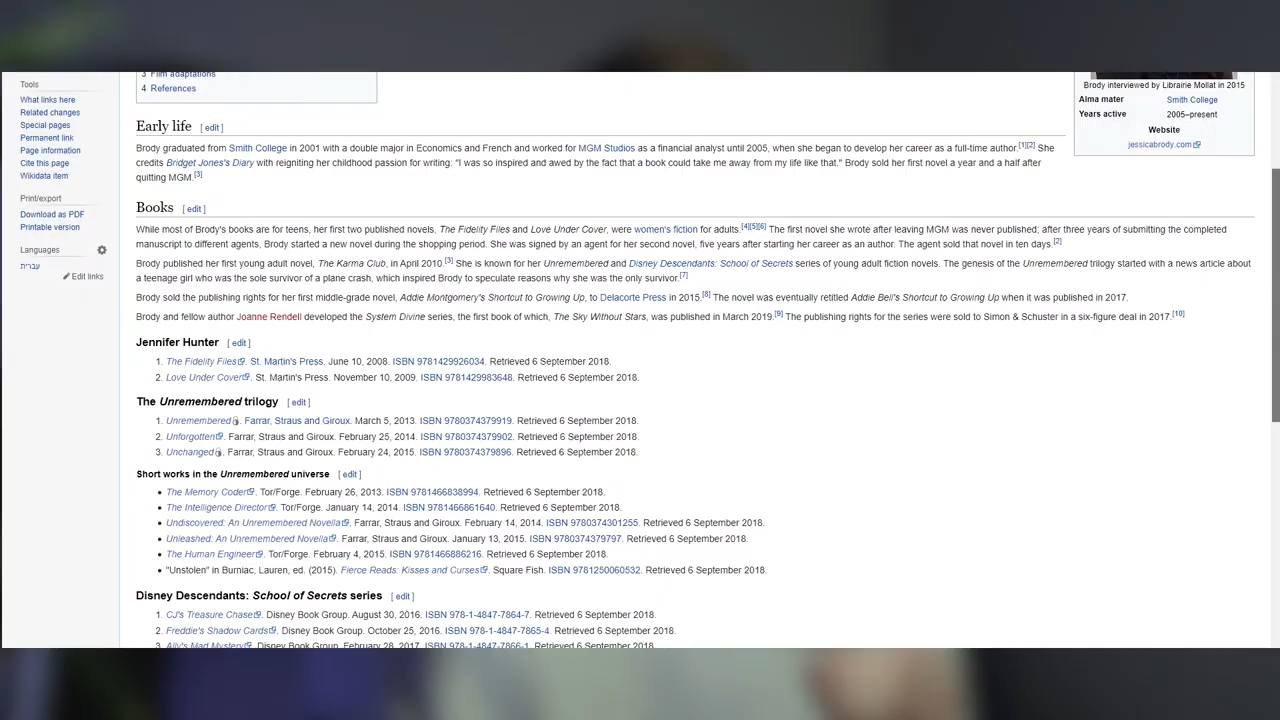 Tools
What links here
Related changes
Special pages
Permanent link
Page information
Cite this page
Wikidata item
Print/export
Download as PDF
Printable version
Languages
עברית
Edit links
3 Film adaptations
4 References
Brody interviewed by Librairie Mollat in 2015
Alma mater Smith College
Years active 2005–present
Website
jessicabrody.com
Early life [ edit ]
Brody graduated from Smith College in 2001 with a double major in Economics and French and worked for MGM Studios as a financial analyst until 2005, when she began to develop her career as a full-time author.[1][2] She
credits Bridget Jones's Diary with reigniting her childhood passion for writing: "I was so inspired and awed by the fact that a book could take me away from my life like that." Brody sold her first novel a year and a half after
quitting MGM.[3]
Books [ edit ]
While most of Brody's books are for teens, her first two published novels, The Fidelity Files and Love Under Cover, were women's fiction for adults.[4][5][6] The first novel she wrote after leaving MGM was never published; after three years of submitting the completed
manuscript to different agents, Brody started a new novel during the shopping period. She was signed by an agent for her second novel, five years after starting her career as an author. The agent sold that novel in ten days.[2]
Brody published her first young adult novel, The Karma Club, in April 2010.[3] She is known for her Unremembered and Disney Descendants: School of Secrets series of young adult fiction novels. The genesis of the Unremembered trilogy started with a news article about
a teenage girl who was the sole survivor of a plane crash, which inspired Brody to speculate reasons why she was the only survivor.[7]
Brody sold the publishing rights for her first middle-grade novel, Addie Montgomery's Shortcut to Growing Up, to Delacorte Press in 2015.[8] The novel was eventually retitled Addie Bell's Shortcut to Growing Up when it was published in 2017.
Brody and fellow author Joanne Rendell developed the System Divine series, the first book of which, The Sky Without Stars, was published in March 2019.[9] The publishing rights for the series were sold to Simon & Schuster in a six-figure deal in 2017.[10]
Jennifer Hunter [ edit ]
1. The Fidelity Files. St. Martin's Press. June 10, 2008. ISBN 9781429926034. Retrieved 6 September 2018.
2. Love Under Cover. St. Martin's Press. November 10, 2009. ISBN 9781429983648. Retrieved 6 September 2018.
The Unremembered trilogy [ edit ]
1. Unremembered. Farrar, Straus and Giroux. March 5, 2013. ISBN 9780374379919. Retrieved 6 September 2018.
2. Unforgotten. Farrar, Straus and Giroux. February 25, 2014. ISBN 9780374379902. Retrieved 6 September 2018.
3. Unchanged. Farrar, Straus and Giroux. February 24, 2015. ISBN 9780374379896. Retrieved 6 September 2018.
Short works in the Unremembered universe [ edit ]
• The Memory Coder. Tor/Forge. February 26, 2013. ISBN 9781466838994. Retrieved 6 September 2018.
• The Intelligence Director. Tor/Forge. January 14, 2014. ISBN 9781466861640. Retrieved 6 September 2018.
• Undiscovered: An Unremembered Novella. Farrar, Straus and Giroux. February 14, 2014. ISBN 9780374301255. Retrieved 6 September 2018.
• Unleashed: An Unremembered Novella. Farrar, Straus and Giroux. January 13, 2015. ISBN 9780374379797. Retrieved 6 September 2018.
• The Human Engineer. Tor/Forge. February 4, 2015. ISBN 9781466886216. Retrieved 6 September 2018.
• "Unstolen" in Burniac, Lauren, ed. (2015). Fierce Reads: Kisses and Curses. Square Fish. ISBN 9781250060532. Retrieved 6 September 2018.
Disney Descendants: School of Secrets series [ edit ]
1. CJ's Treasure Chase. Disney Book Group. August 30, 2016. ISBN 978-1-4847-7864-7. Retrieved 6 September 2018.
2. Freddie's Shadow Cards. Disney Book Group. October 25, 2016. ISBN 978-1-4847-7865-4. Retrieved 6 September 2018.
3. Ally's Mad Mystery. Disney Book Group. February 28, 2017. ISBN 978-1-4847-7866-1. Retrieved 6 September 2018.